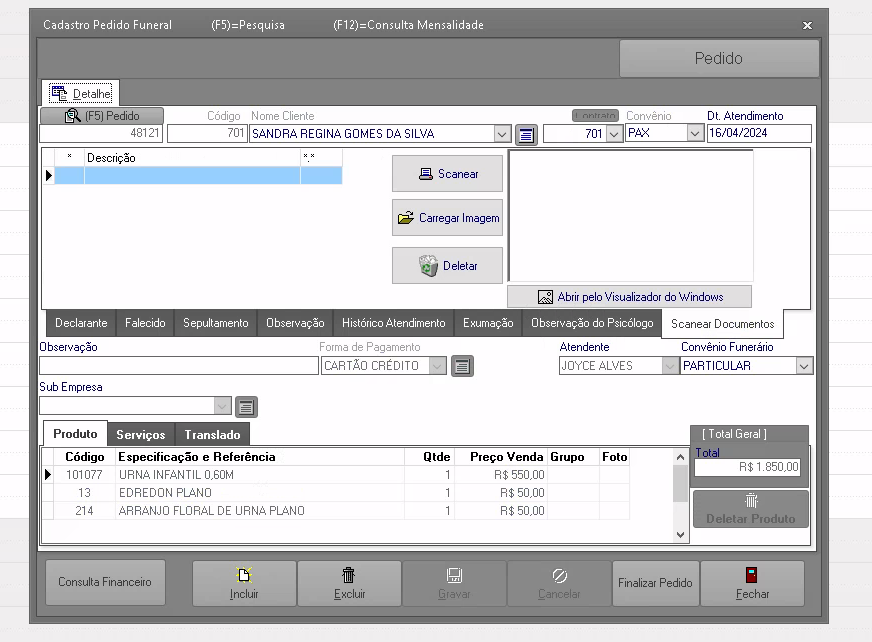 Cadastro Pedido Funeral (F5)=Pesquisa (F12)=Consulta Mensalidade
Pedido
Detalhe
(F5) Pedido Código Nome Cliente Contrato Convênio Dt. Atendimento
48121 701 SANDRA REGINA GOMES DA SILVA 701 PAX 16/04/2024
* Descrição *.*
Scanear
Carregar Imagem
Deletar
Abrir pelo Visualizador do Windows
Declarante Falecido Sepultamento Observação Histórico Atendimento Exumação Observação do Psicólogo Scanear Documentos
Observação Forma de Pagamento Atendente Convênio Funerário
CARTÃO CRÉDITO JOYCE ALVES PARTICULAR
Sub Empresa
Produto Serviços Translado
Código Especificação e Referência Qtde Preço Venda Grupo Foto
101077 URNA INFANTIL 0,60M 1 R$ 550,00
13 EDREDON PLANO 1 R$ 50,00
214 ARRANJO FLORAL DE URNA PLANO 1 R$ 50,00
[ Total Geral ]
Total
R$ 1.850,00
Deletar Produto
Consulta Financeiro Incluir Excluir Gravar Cancelar Finalizar Pedido Fechar